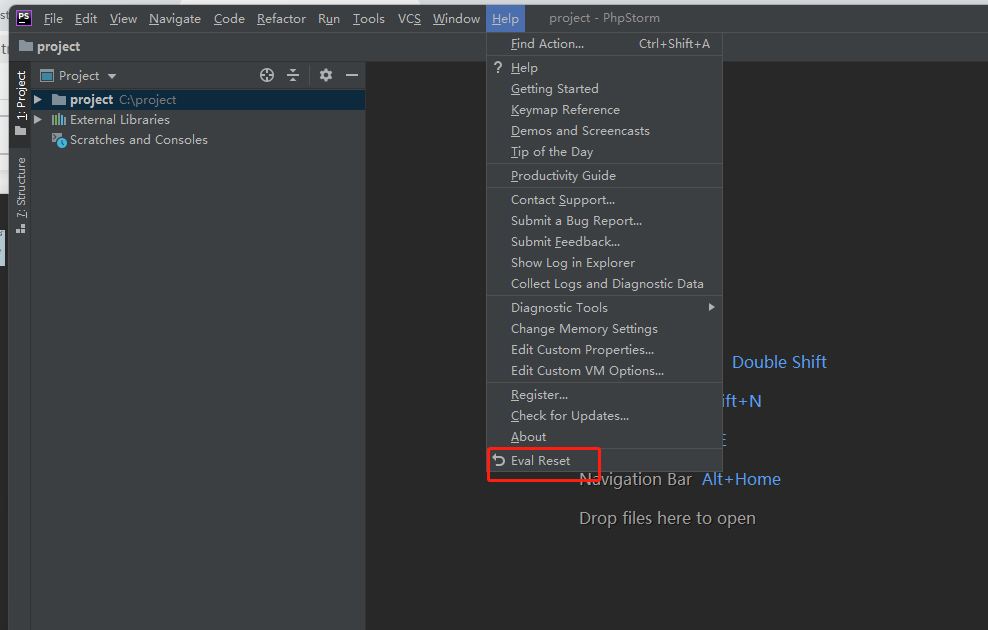 PS File Edit View Navigate Code Refactor Run Tools VCS Window Help project - PhpStorm
project
1: Project
7: Structure
Project
project C:\project
External Libraries
Scratches and Consoles
Find Action... Ctrl+Shift+A
? Help
Getting Started
Keymap Reference
Demos and Screencasts
Tip of the Day
Productivity Guide
Contact Support...
Submit a Bug Report...
Submit Feedback...
Show Log in Explorer
Collect Logs and Diagnostic Data
Diagnostic Tools
Change Memory Settings
Edit Custom Properties...
Edit Custom VM Options...
Register...
Check for Updates...
About
Eval Reset
Double Shift
ift+N
E
Navigation Bar Alt+Home
Drop files here to open